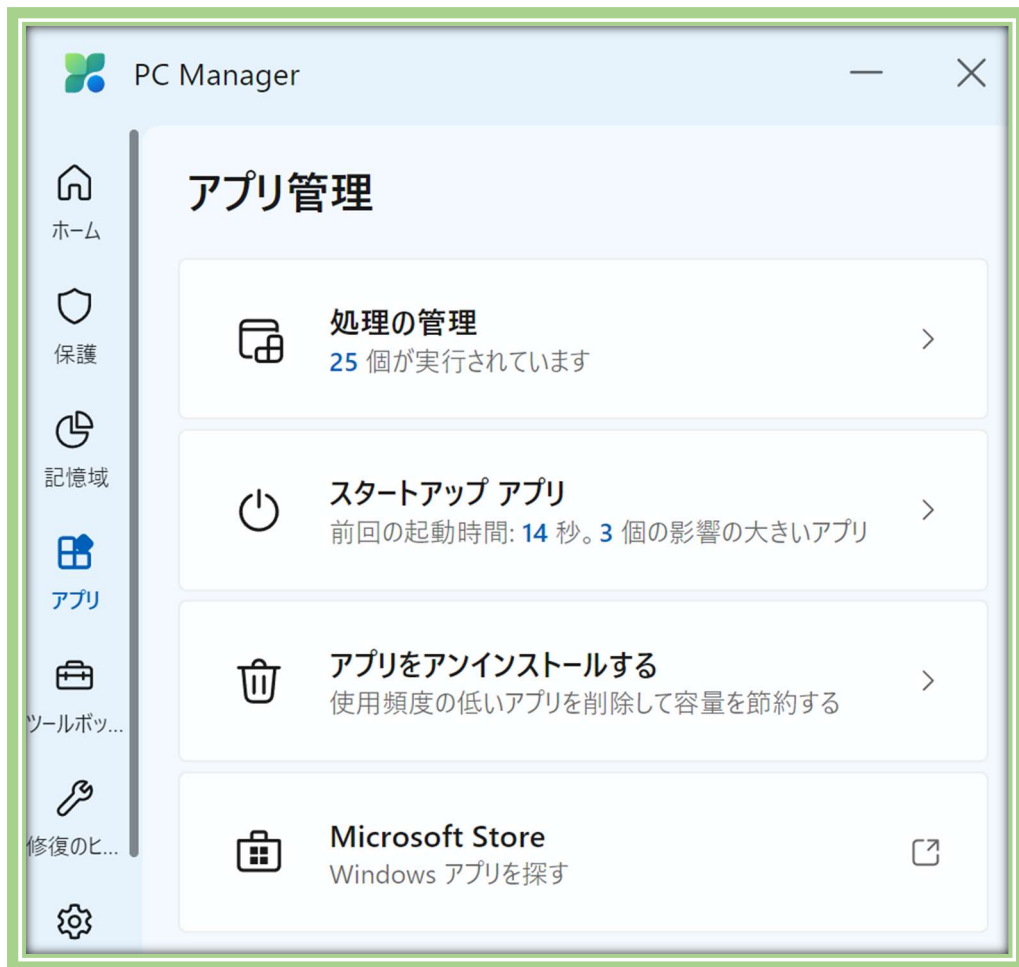 PC Manager
ホーム
保護
記憶域
アプリ
ツールボッ...
修復のヒ...
アプリ管理
処理の管理
25 個が実行されています
スタートアップ アプリ
前回の起動時間: 14 秒。3 個の影響の大きいアプリ
アプリをアンインストールする
使用頻度の低いアプリを削除して容量を節約する
Microsoft Store
Windows アプリを探す